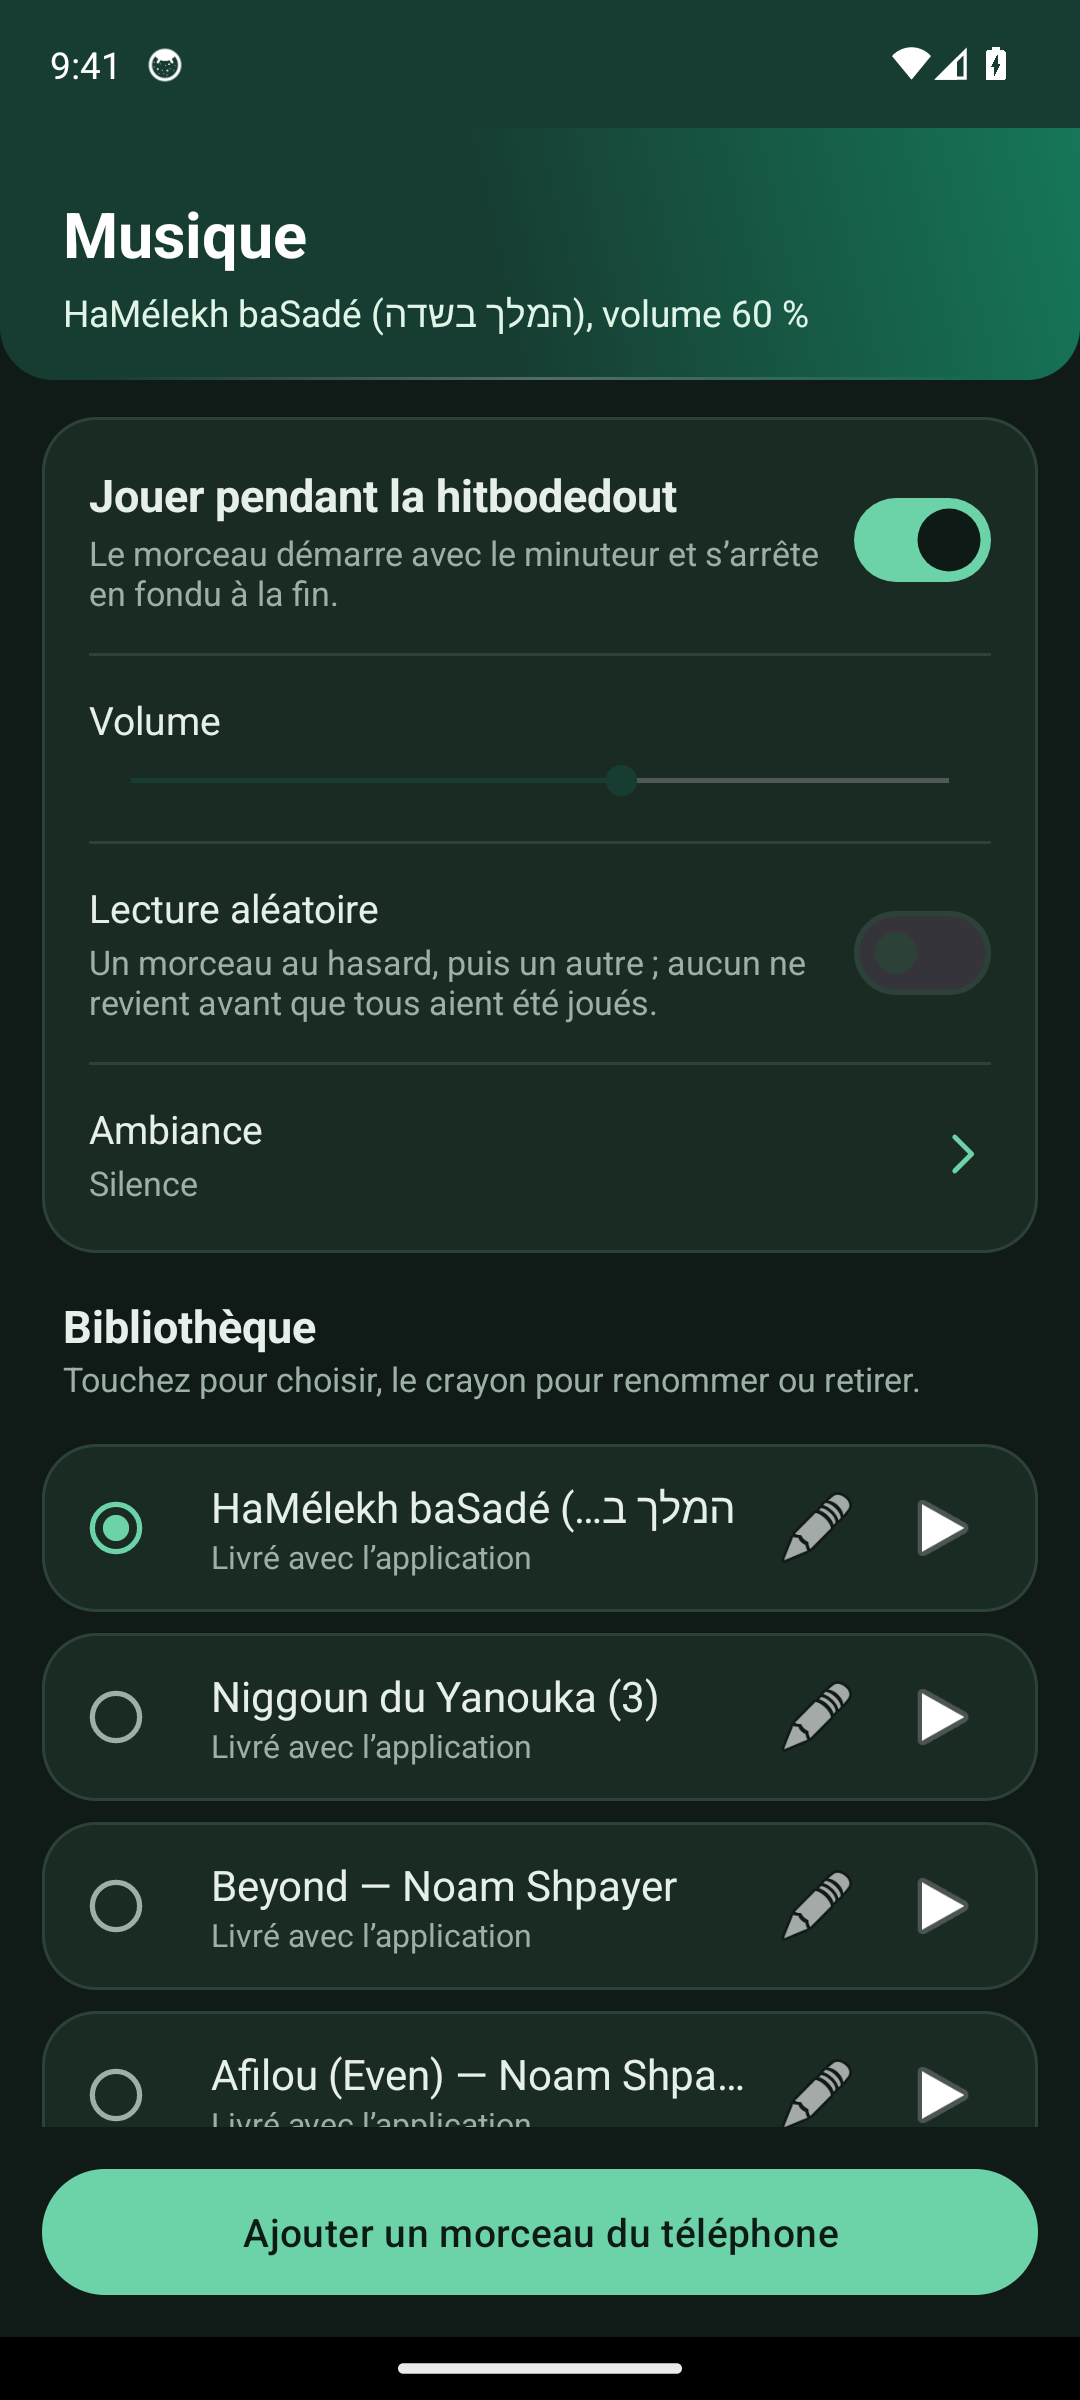 9:41
Musique
HaMélekh baSadé (המלך בשדה), volume 60 %
Jouer pendant la hitbodedout
Le morceau démarre avec le minuteur et s’arrête
en fondu à la fin.
Volume
Lecture aléatoire
Un morceau au hasard, puis un autre ; aucun ne
revient avant que tous aient été joués.
Ambiance
Silence
Bibliothèque
Touchez pour choisir, le crayon pour renommer ou retirer.
HaMélekh baSadé (המלך ב…
Livré avec l’application
Niggoun du Yanouka (3)
Livré avec l’application
Beyond — Noam Shpayer
Livré avec l’application
Afilou (Even) — Noam Shpa…
Livré avec l’application
Ajouter un morceau du téléphone